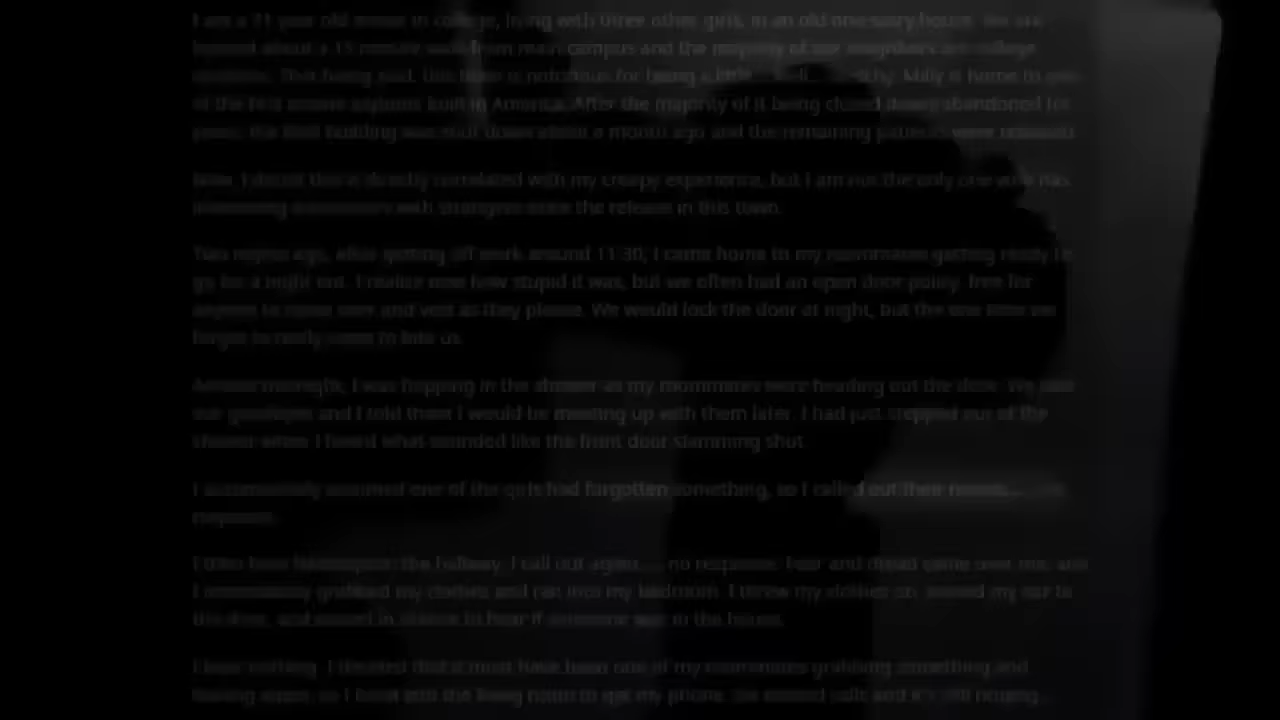 I am a 21 year old senior in college, living with three other girls, in an old one-story house. We are
located about a 15 minute walk from main campus and the majority of our neighbors are college
students. That being said, this town is notorious for being a little... well... Milly is home to one
of the first insane asylums built in America. After the majority of it being closed down abandoned for
years, the final building was shut down about a month ago and the remaining patients were released.
Now, I doubt this is directly correlated with my creepy experience, but I am not the only one who has
encounters with strangers since the release in this town.
Two nights ago, after getting off work around 11:30, I came home to my roommates getting ready to
go for a night out. I realize now how stupid it was, but we often had an open door policy, free for
anyone to come over and visit as they please. We would lock the door at night, but the one time we
forgot to really came to bite us.
Around midnight, I was hopping in the shower as my roommates were heading out the door. We said
our goodbyes and I told them I would be meeting up with them later. I had just stepped out of the
shower when I heard what sounded like the front door slamming shut.
I automatically assumed one of the girls had forgotten something, so I called out their names... no
response.
I then hear footsteps in the hallway. I call out again.... no response. Fear and dread came over me, and
I immediately grabbed my clothes and ran into my bedroom. I threw my clothes on, my ear to
the door, and waited in silence to hear if someone was in the house.
I hear nothing. I decided that it must have been one of my roommates grabbing something and
leaving again, so I went into the living room to get my phone.